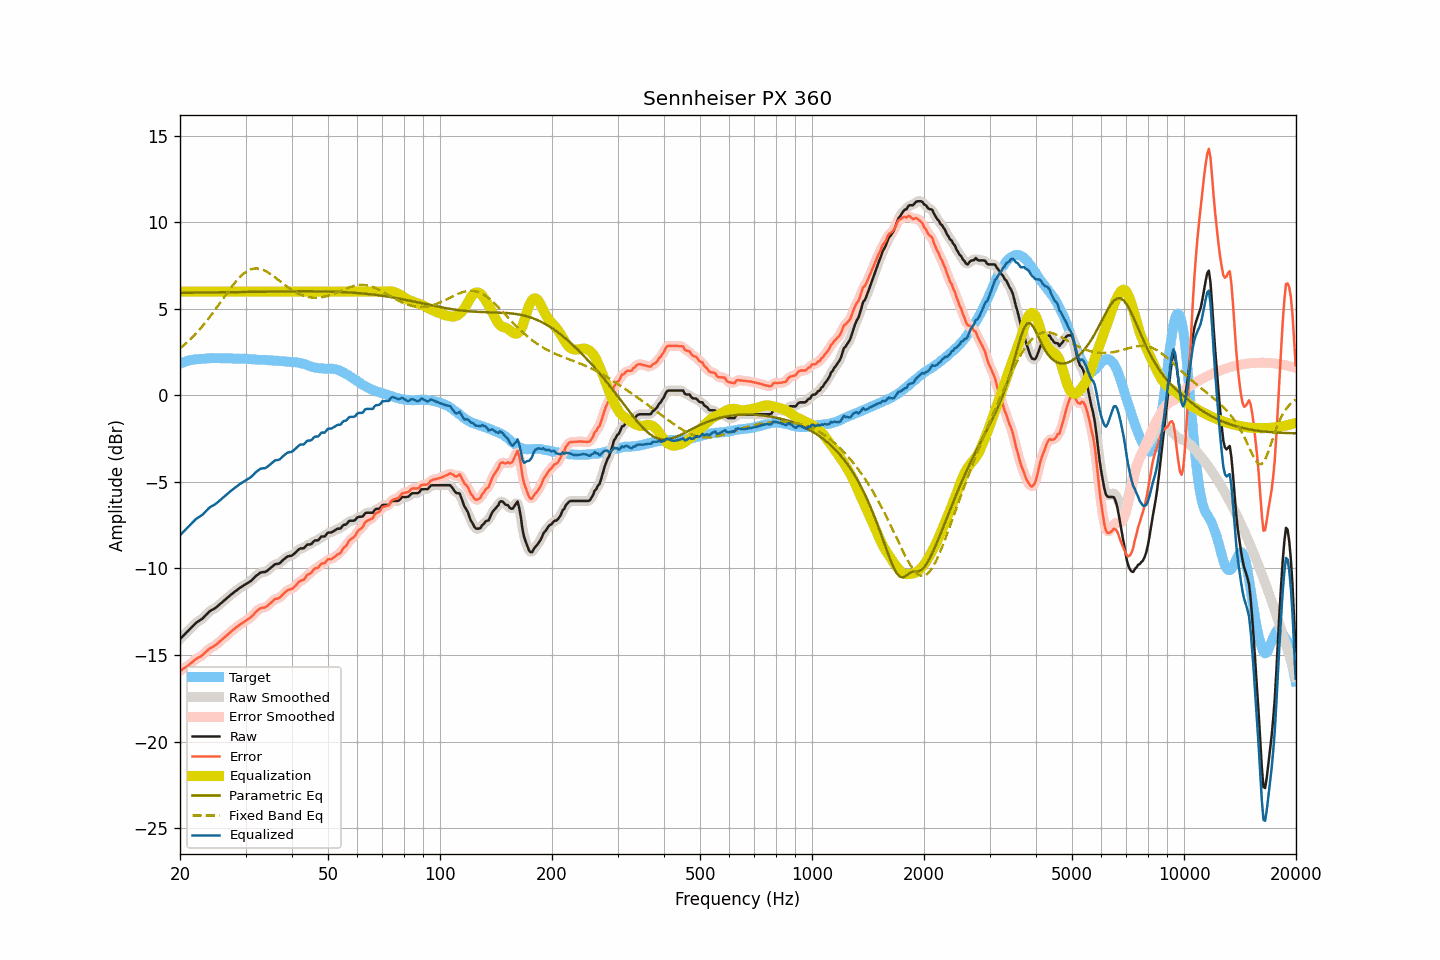 Sennheiser PX 360
Amplitude (dBr)
15
10
5
0
−5
−10
−15
−20
−25
Target
Raw Smoothed
Error Smoothed
Raw
Error
Equalization
Parametric Eq
Fixed Band Eq
Equalized
20 50 100 200 500 1000 2000 5000 10000 20000
Frequency (Hz)